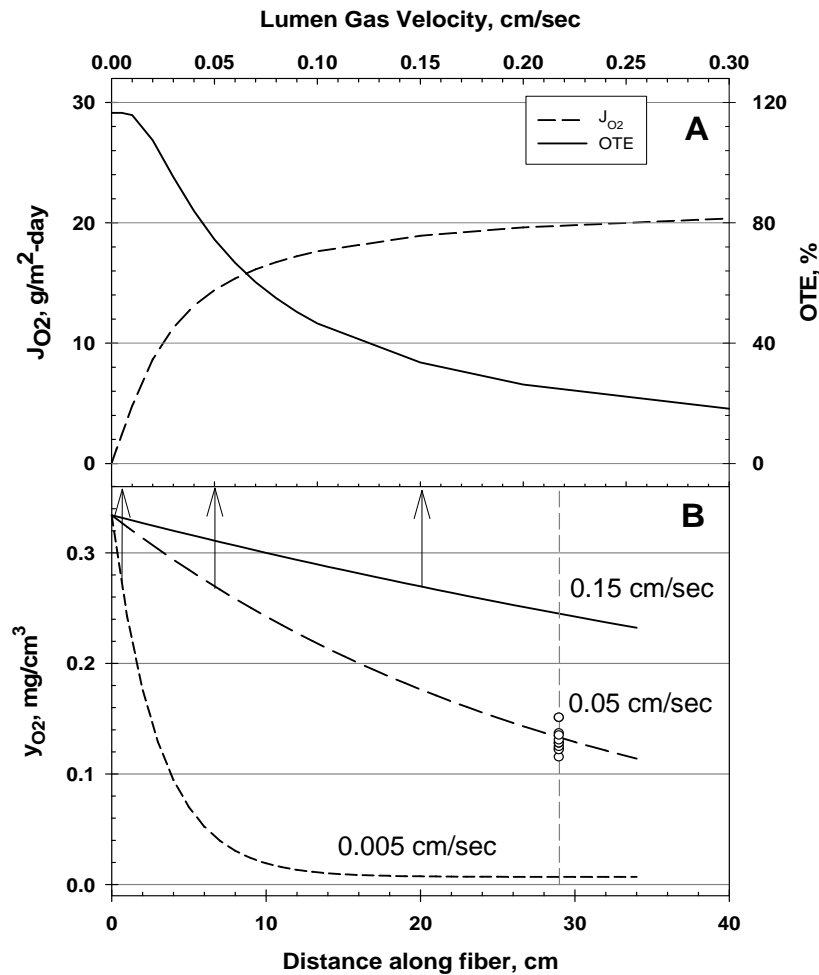 Lumen Gas Velocity, cm/sec
0.00 0.05 0.10 0.15 0.20 0.25 0.30
30 120
J_O2
OTE
A
20 80
10 40
0 0
J_O2, g/m²-day
OTE, %
B
0.3
0.15 cm/sec
0.2
0.05 cm/sec
0.1
0.005 cm/sec
0.0
y_O2, mg/cm³
0 10 20 30 40
Distance along fiber, cm